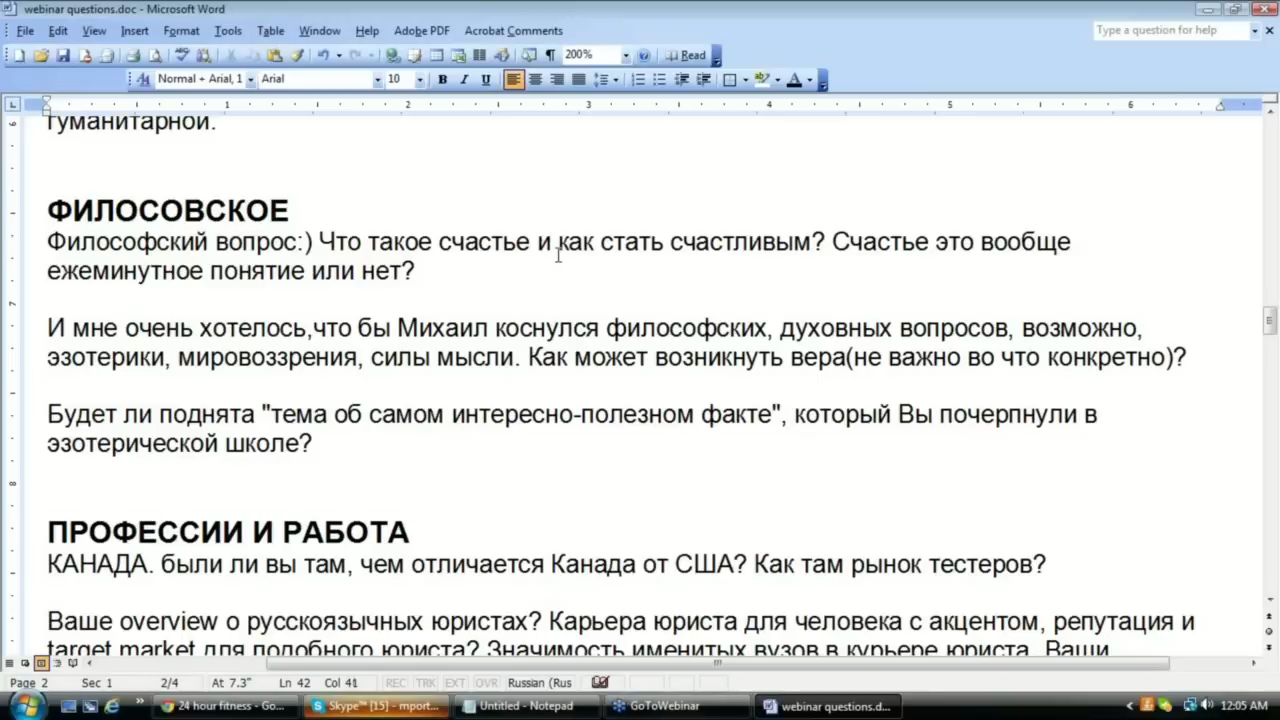 webinar questions.doc - Microsoft Word
File Edit View Insert Format Tools Table Window Help Adobe PDF Acrobat Comments
Type a question for help
200% Read
Normal + Arial, 1 Arial 10 B I U A
1 2 3 4 5 6
гуманитарной.
ФИЛОСОВСКОЕ
Философский вопрос:) Что такое счастье и как стать счастливым? Счастье это вообще
ежеминутное понятие или нет?
И мне очень хотелось,что бы Михаил коснулся философских, духовных вопросов, возможно,
эзотерики, мировоззрения, силы мысли. Как может возникнуть вера(не важно во что конкретно)?
Будет ли поднята "тема об самом интересно-полезном факте", который Вы почерпнули в
эзотерической школе?
ПРОФЕССИИ И РАБОТА
КАНАДА. были ли вы там, чем отличается Канада от США? Как там рынок тестеров?
Ваше overview о русскоязычных юристах? Карьера юриста для человека с акцентом, репутация и
target market для подобного юриста? Значимость именитых вузов в курьере юриста. Ваши
Page 2 Sec 1 2/4 At 7.3" Ln 42 Col 41 REC TRK EXT OVR Russian (Rus
24 hour fitness - Go... Skype™ [15] - mport... Untitled - Notepad GoToWebinar webinar questions.d... 12:05 AM